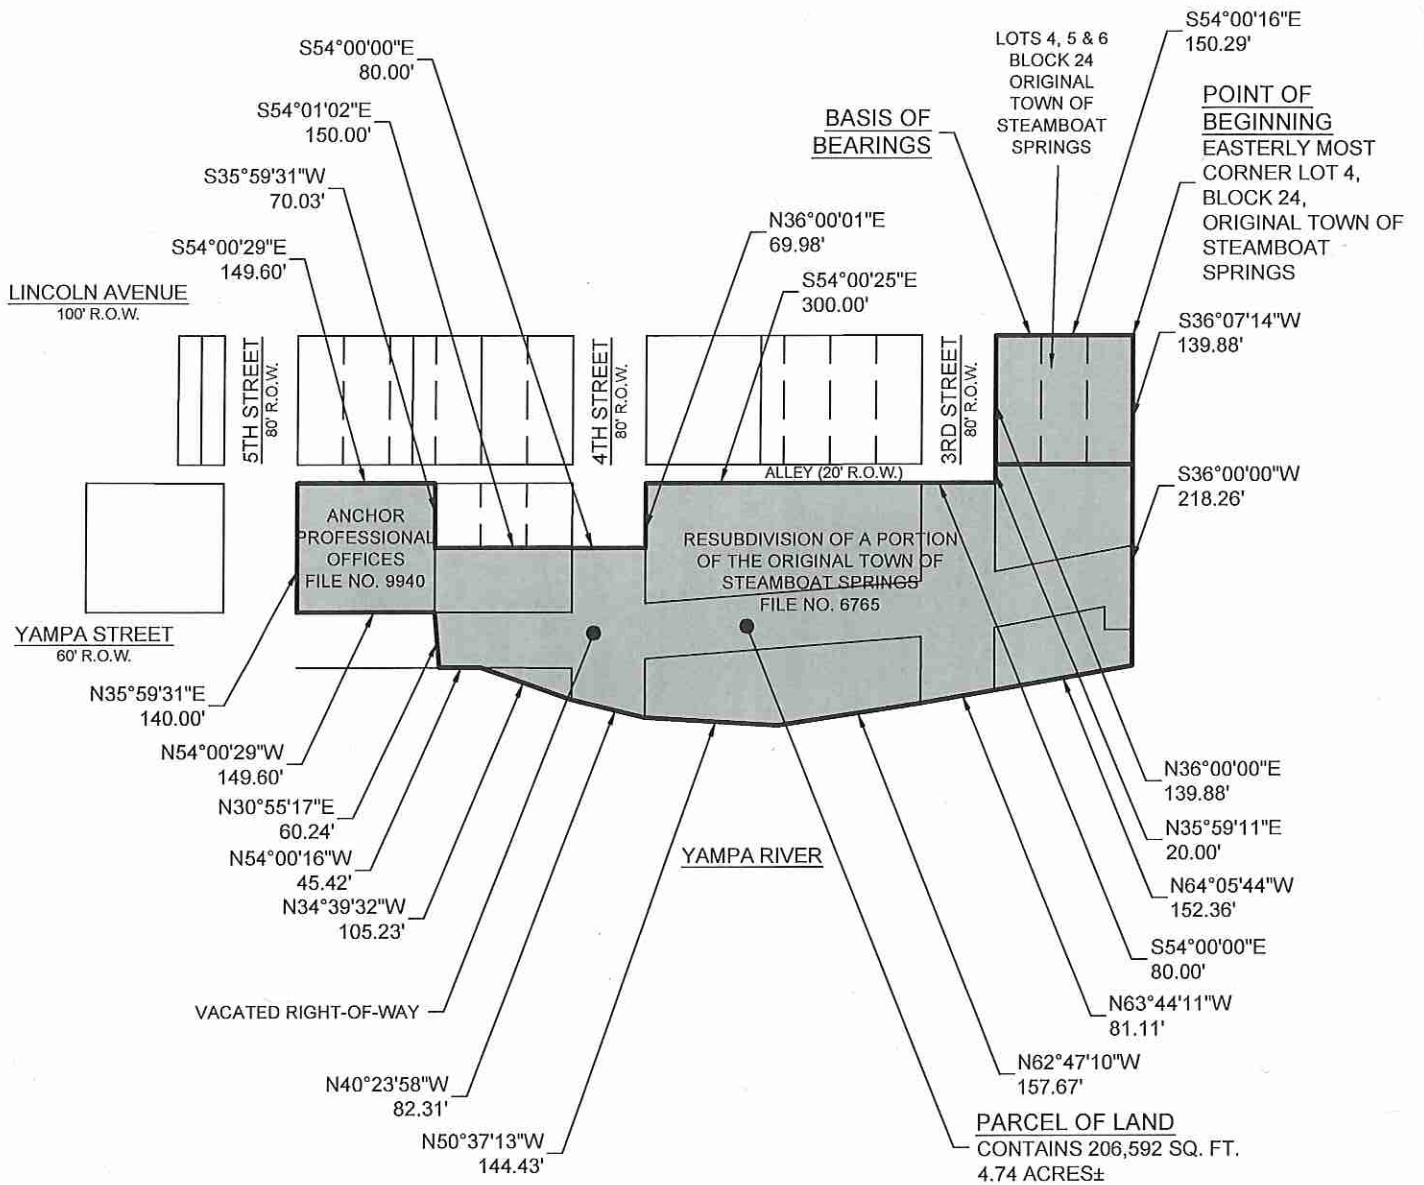 S54°00'00"E
80.00'
S54°01'02"E
150.00'
S35°59'31"W
70.03'
S54°00'29"E
149.60'
LINCOLN AVENUE
100' R.O.W.
LOTS 4, 5 & 6
BLOCK 24
ORIGINAL
TOWN OF
STEAMBOAT
SPRINGS
S54°00'16"E
150.29'
BASIS OF
BEARINGS
POINT OF
BEGINNING
EASTERLY MOST
CORNER LOT 4,
BLOCK 24,
ORIGINAL TOWN OF
STEAMBOAT
SPRINGS
N36°00'01"E
69.98'
S54°00'25"E
300.00'
S36°07'14"W
139.88'
5TH STREET
80' R.O.W.
4TH STREET
80' R.O.W.
3RD STREET
80' R.O.W.
ALLEY (20' R.O.W.)
S36°00'00"W
218.26'
ANCHOR
PROFESSIONAL
OFFICES
FILE NO. 9940
RESUBDIVISION OF A PORTION
OF THE ORIGINAL TOWN OF
STEAMBOAT SPRINGS
FILE NO. 6765
YAMPA STREET
60' R.O.W.
N35°59'31"E
140.00'
N54°00'29"W
149.60'
N30°55'17"E
60.24'
N54°00'16"W
45.42'
N34°39'32"W
105.23'
VACATED RIGHT-OF-WAY
N40°23'58"W
82.31'
N50°37'13"W
144.43'
YAMPA RIVER
N36°00'00"E
139.88'
N35°59'11"E
20.00'
N64°05'44"W
152.36'
S54°00'00"E
80.00'
N63°44'11"W
81.11'
N62°47'10"W
157.67'
PARCEL OF LAND
CONTAINS 206,592 SQ. FT.
4.74 ACRES±